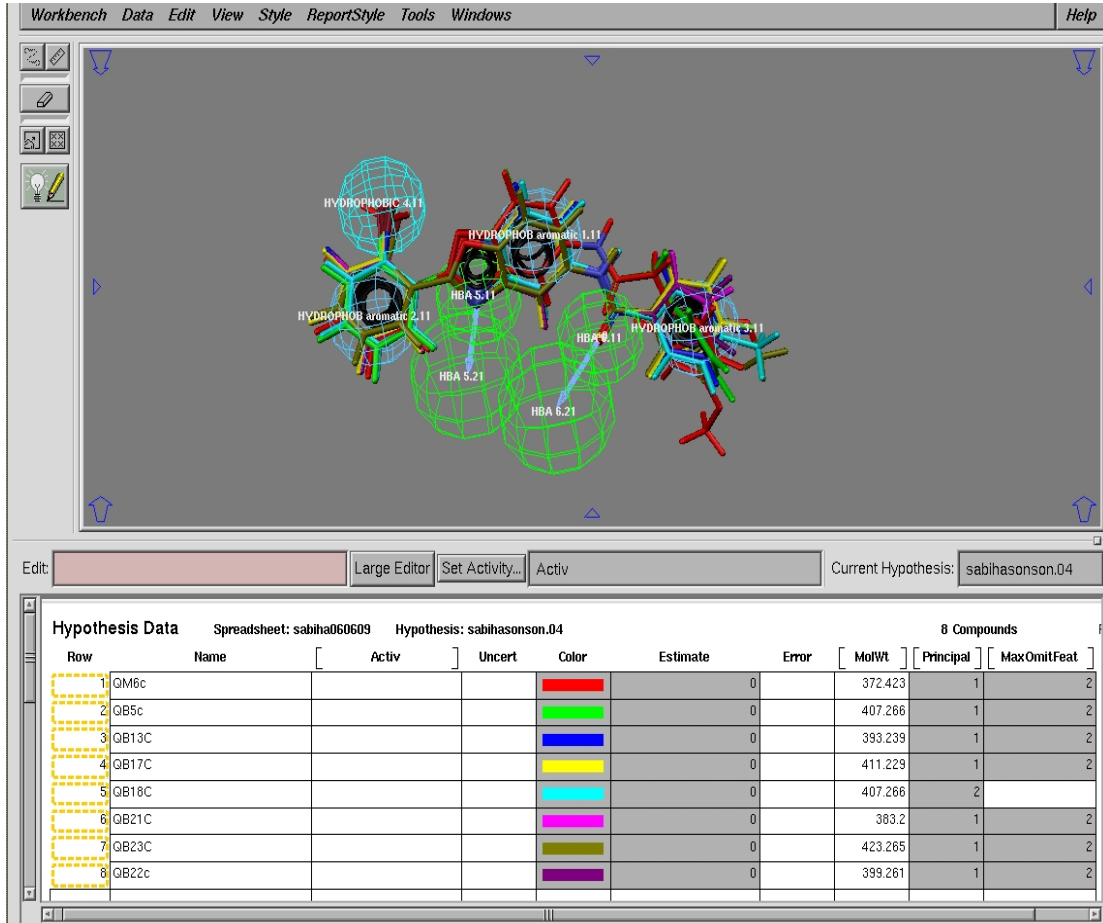 Workbench Data Edit View Style ReportStyle Tools Windows Help
HYDROPHOBIC 4.11
HYDROPHOB aromatic 1.11
HBA 5.11
HYDROPHOB aromatic 2.11
HYDROPHOB aromatic 3.11
HBA 5.21
HBA 6.21
Edit: Large Editor Set Activity... Activ Current Hypothesis: sabihasonson.04
Hypothesis Data Spreadsheet: sabiha060609 Hypothesis: sabihasonson.04 8 Compounds
Row Name [ Activ ] Uncert Color Estimate Error [ MolWt ] [ Principal ] [ MaxOmitFeat ]
1 QM6c 0 372.423 1 2
2 QB5c 0 407.266 1 2
3 QB13C 0 393.239 1 2
4 QB17C 0 411.229 1 2
5 QB18C 0 407.266 2
6 QB21C 0 383.2 1 2
7 QB23C 0 423.265 1 2
8 QB22c 0 399.261 1 2